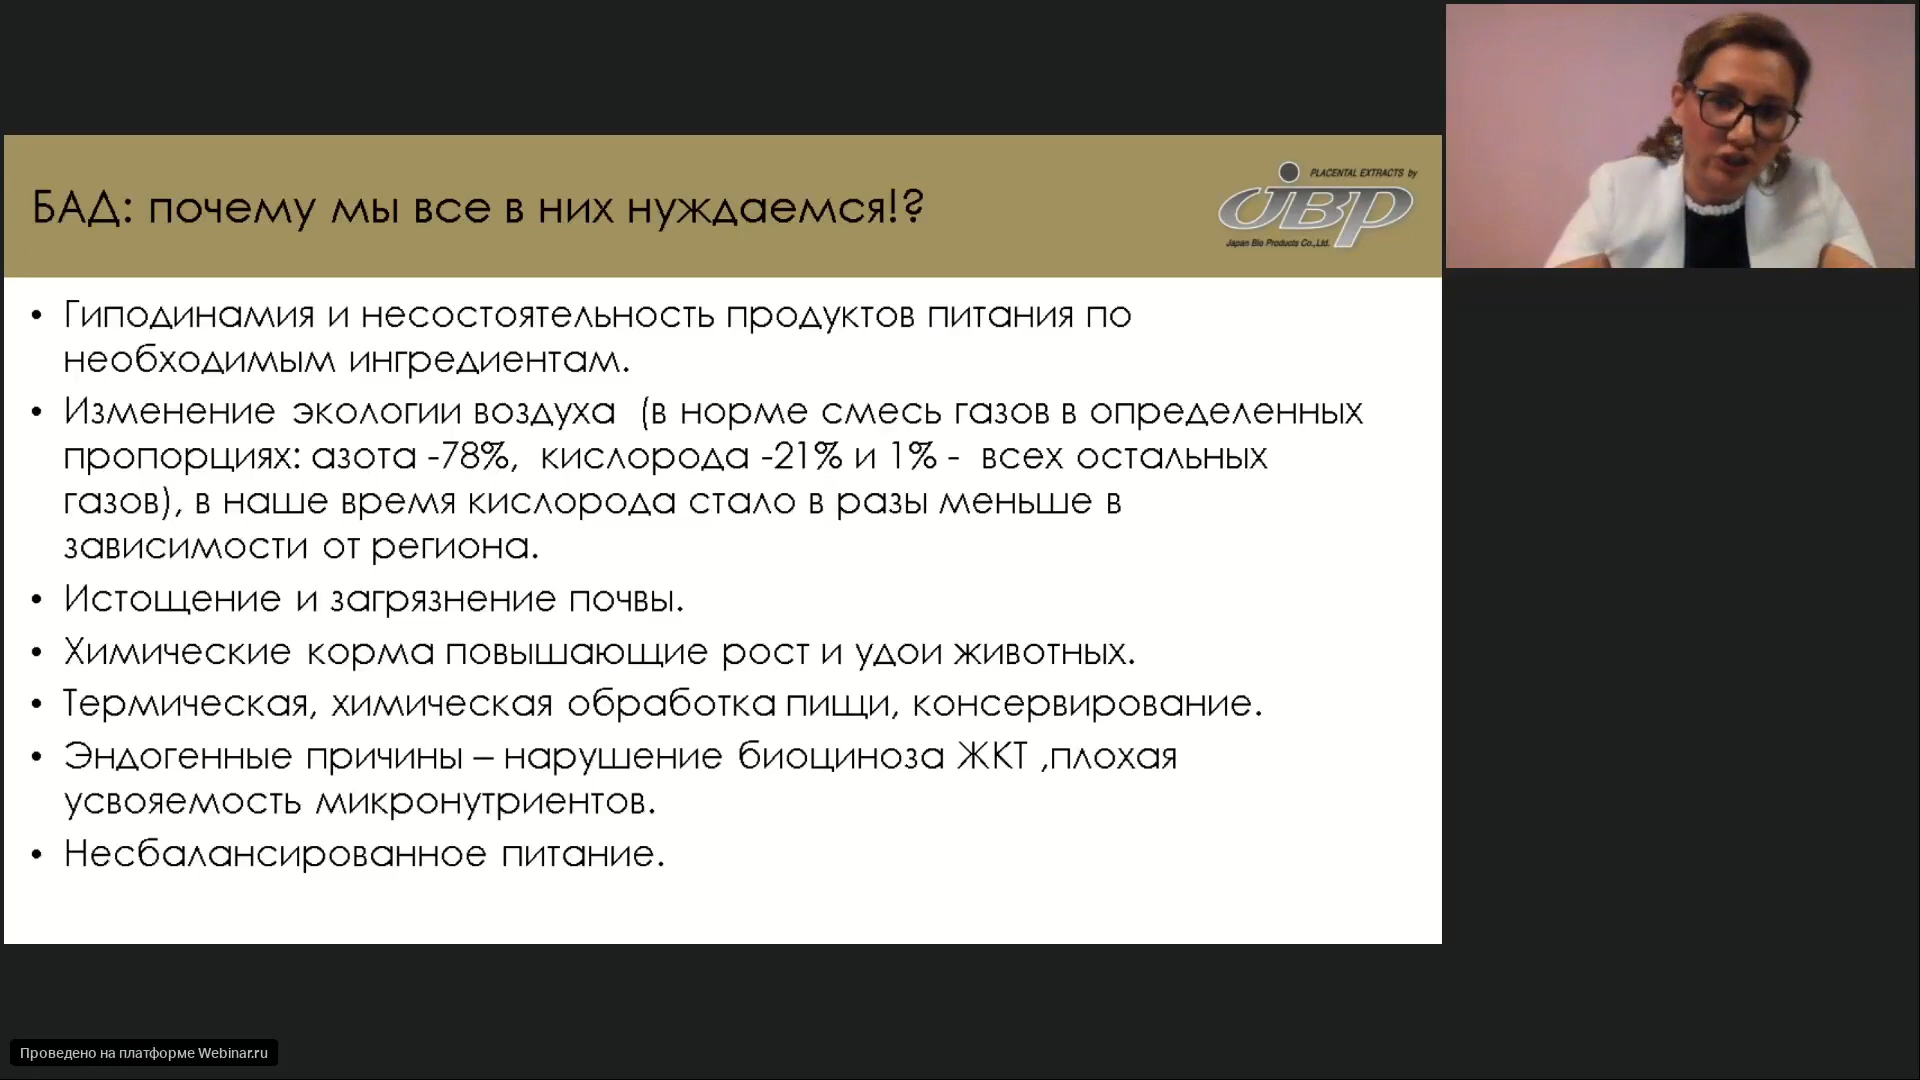 БАД: почему мы все в них нуждаемся!?
PLACENTAL EXTRACTS by
JBP
Japan Bio Products Co.,Ltd.
• Гиподинамия и несостоятельность продуктов питания по
необходимым ингредиентам.
• Изменение экологии воздуха (в норме смесь газов в определенных
пропорциях: азота -78%, кислорода -21% и 1% - всех остальных
газов), в наше время кислорода стало в разы меньше в
зависимости от региона.
• Истощение и загрязнение почвы.
• Химические корма повышающие рост и удои животных.
• Термическая, химическая обработка пищи, консервирование.
• Эндогенные причины – нарушение биоциноза ЖКТ ,плохая
усвояемость микронутриентов.
• Несбалансированное питание.
Проведено на платформе Webinar.ru